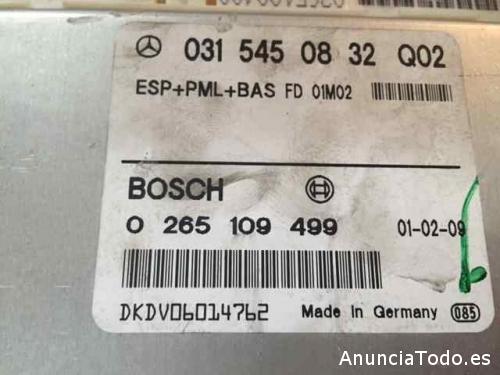 031 545 08 32 Q02
ESP+PML+BAS FD 01M02
BOSCH
0 265 109 499 01-02-09
DKDV06014762 Made in Germany 085
AnunciaTodo.es